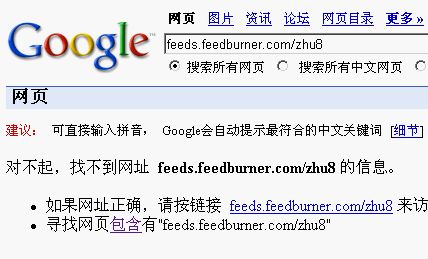 网页 图片 资讯 论坛 网页目录 更多 »
Google™
feeds.feedburner.com/zhu8
搜索所有网页 搜索所有中文网页
网页
建议： 可直接输入拼音， Google会自动提示最符合的中文关键词 [细节]
对不起，找不到网址 feeds.feedburner.com/zhu8 的信息。
如果网址正确，请按链接 feeds.feedburner.com/zhu8 来访
寻找网页包含有"feeds.feedburner.com/zhu8"